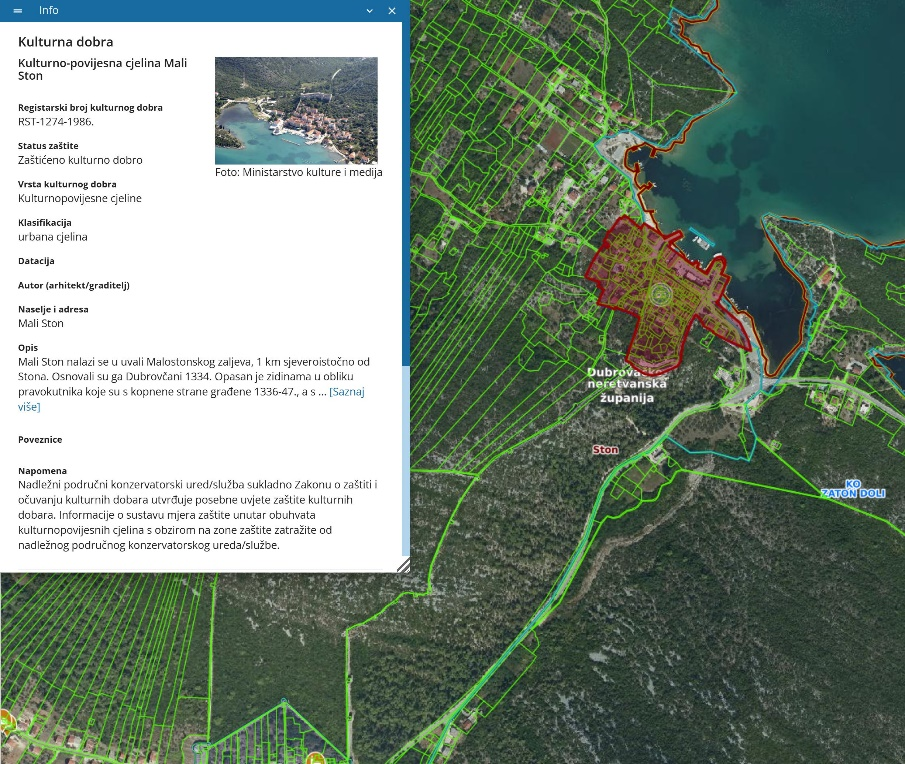 Info
Kulturna dobra
Kulturno-povijesna cjelina Mali
Ston
Foto: Ministarstvo kulture i medija
Registarski broj kulturnog dobra
RST-1274-1986.
Status zaštite
Zaštićeno kulturno dobro
Vrsta kulturnog dobra
Kulturnopovijesne cjeline
Klasifikacija
urbana cjelina
Datacija
Autor (arhitekt/graditelj)
Naselje i adresa
Mali Ston
Opis
Mali Ston nalazi se u uvali Malostonskog zaljeva, 1 km sjeveroistočno od
Stona. Osnovali su ga Dubrovčani 1334. Opasan je zidinama u obliku
pravokutnika koje su s kopnene strane građene 1336-47., a s ... [Saznaj
više]
Poveznice
Napomena
Nadležni područni konzervatorski ured/služba sukladno Zakonu o zaštiti i
očuvanju kulturnih dobara utvrđuje posebne uvjete zaštite kulturnih
dobara. Informacije o sustavu mjera zaštite unutar obuhvata
kulturnopovijesnih cjelina s obzirom na zone zaštite zatražite od
nadležnog područnog konzervatorskog ureda/službe.
neretvanska
županija
Ston
KO
ZATON DOLI